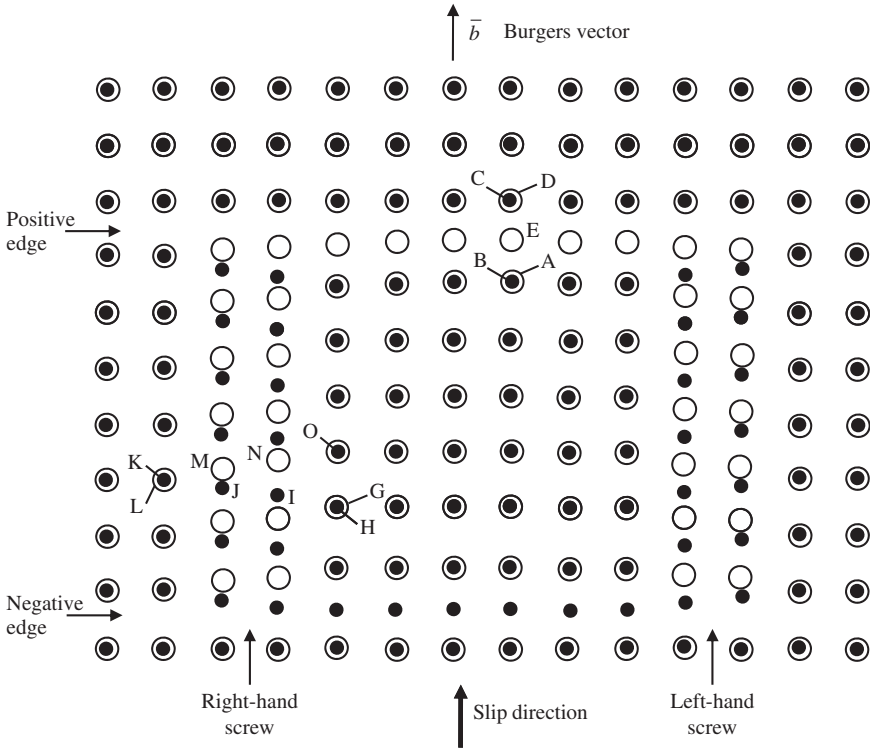 b̅ Burgers vector
C D
Positive
edge
E
B A
O
K M N
L J I G
H
Negative
edge
Right-hand
screw
Slip direction
Left-hand
screw